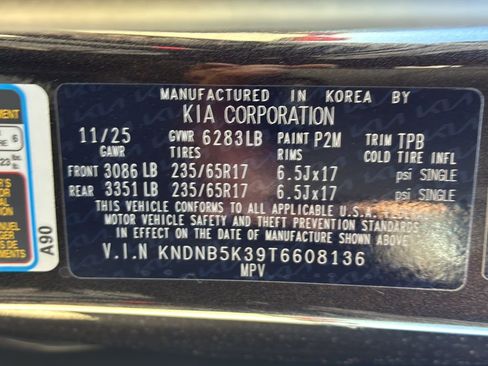 MANUFACTURED IN KOREA BY
KIA CORPORATION
11/25 GVWR 6283LB PAINT P2M TRIM TPB
GAWR TIRES RIMS COLD TIRE INFL
FRONT 3086 LB 235/65R17 6.5Jx17 psi SINGLE
REAR 3351 LB 235/65R17 6.5Jx17 psi SINGLE
THIS VEHICLE CONFORMS TO ALL APPLICABLE U.S.A.
MOTOR VEHICLE SAFETY AND THEFT PREVENTION STANDARDS
IN EFFECT ON THE DATE OF MANUFACTURE SHOWN ABOVE.
V.I.N KNDNB5K39T6608136
MPV
A90